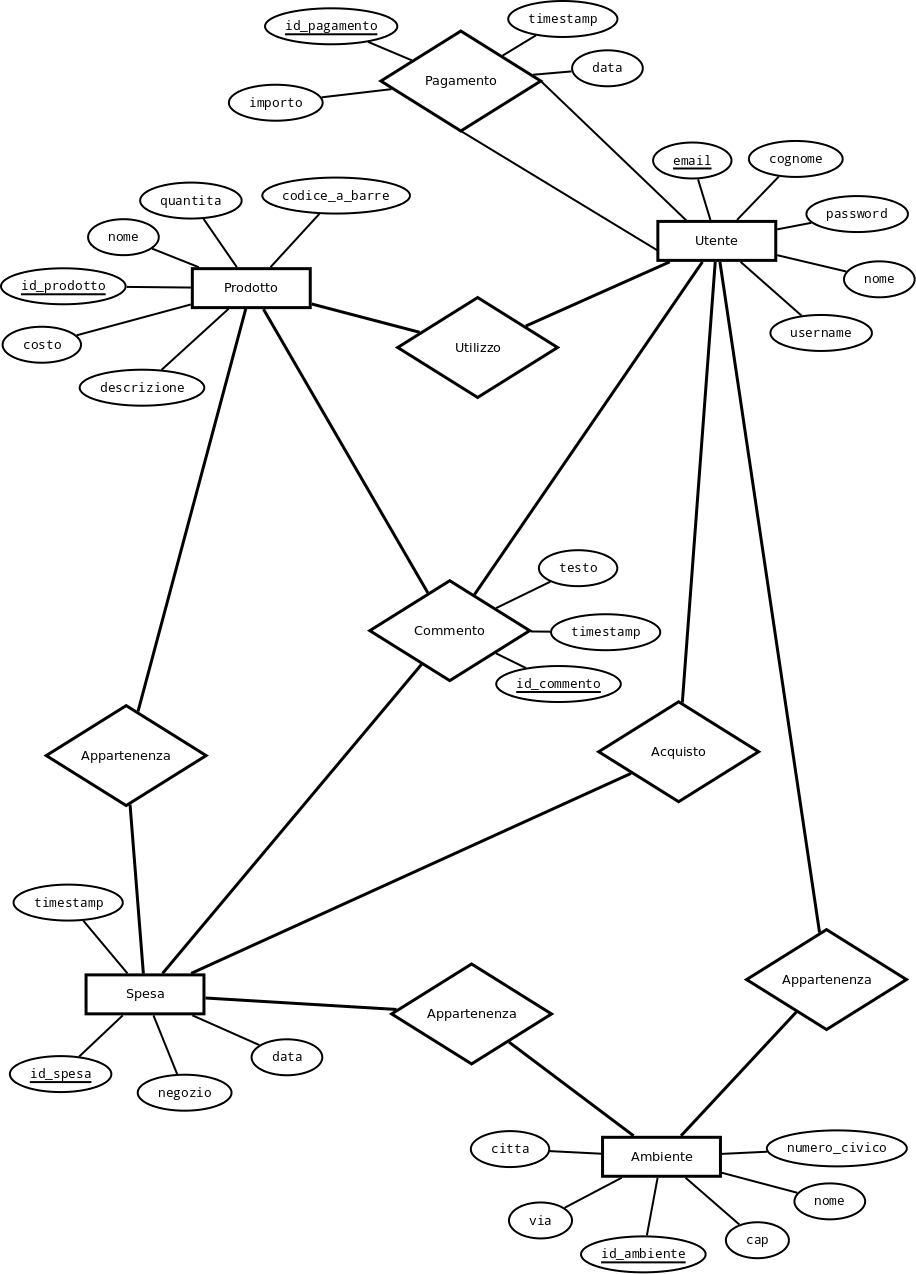 timestamp
id_pagamento
data
Pagamento
importo
email
cognome
codice_a_barre
quantita
password
nome
Utente
nome
id_prodotto
Prodotto
username
costo
Utilizzo
descrizione
testo
Commento
timestamp
id_commento
Acquisto
Appartenenza
timestamp
Appartenenza
Spesa
Appartenenza
data
id_spesa
negozio
numero_civico
citta
Ambiente
nome
via
cap
id_ambiente